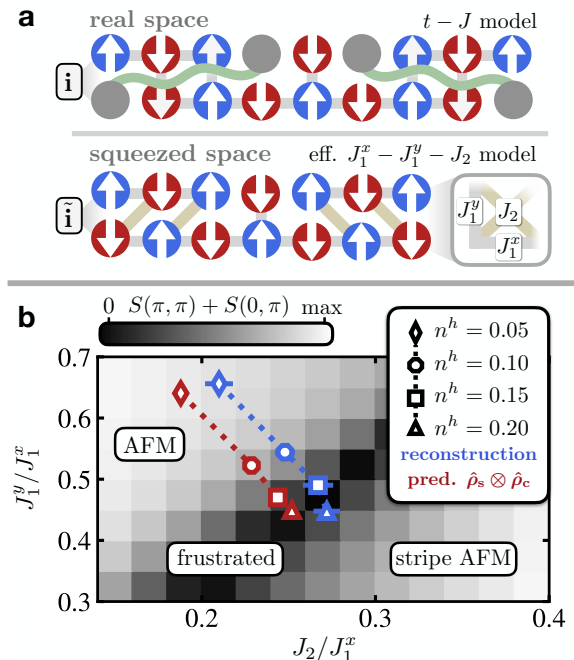 a
real space
t − J model
i
squeezed space
eff. J₁ˣ − J₁ʸ − J₂ model
ĩ
J₁ʸ
J₂
J₁ˣ
b
0 S(π, π) + S(0, π) max
nʰ = 0.05
nʰ = 0.10
nʰ = 0.15
nʰ = 0.20
reconstruction
pred. ρ̂ₛ ⊗ ρ̂_c
0.7
0.6
0.5
0.4
0.3
J₁ʸ/J₁ˣ
AFM
frustrated
stripe AFM
0.2
0.3
0.4
J₂/J₁ˣ